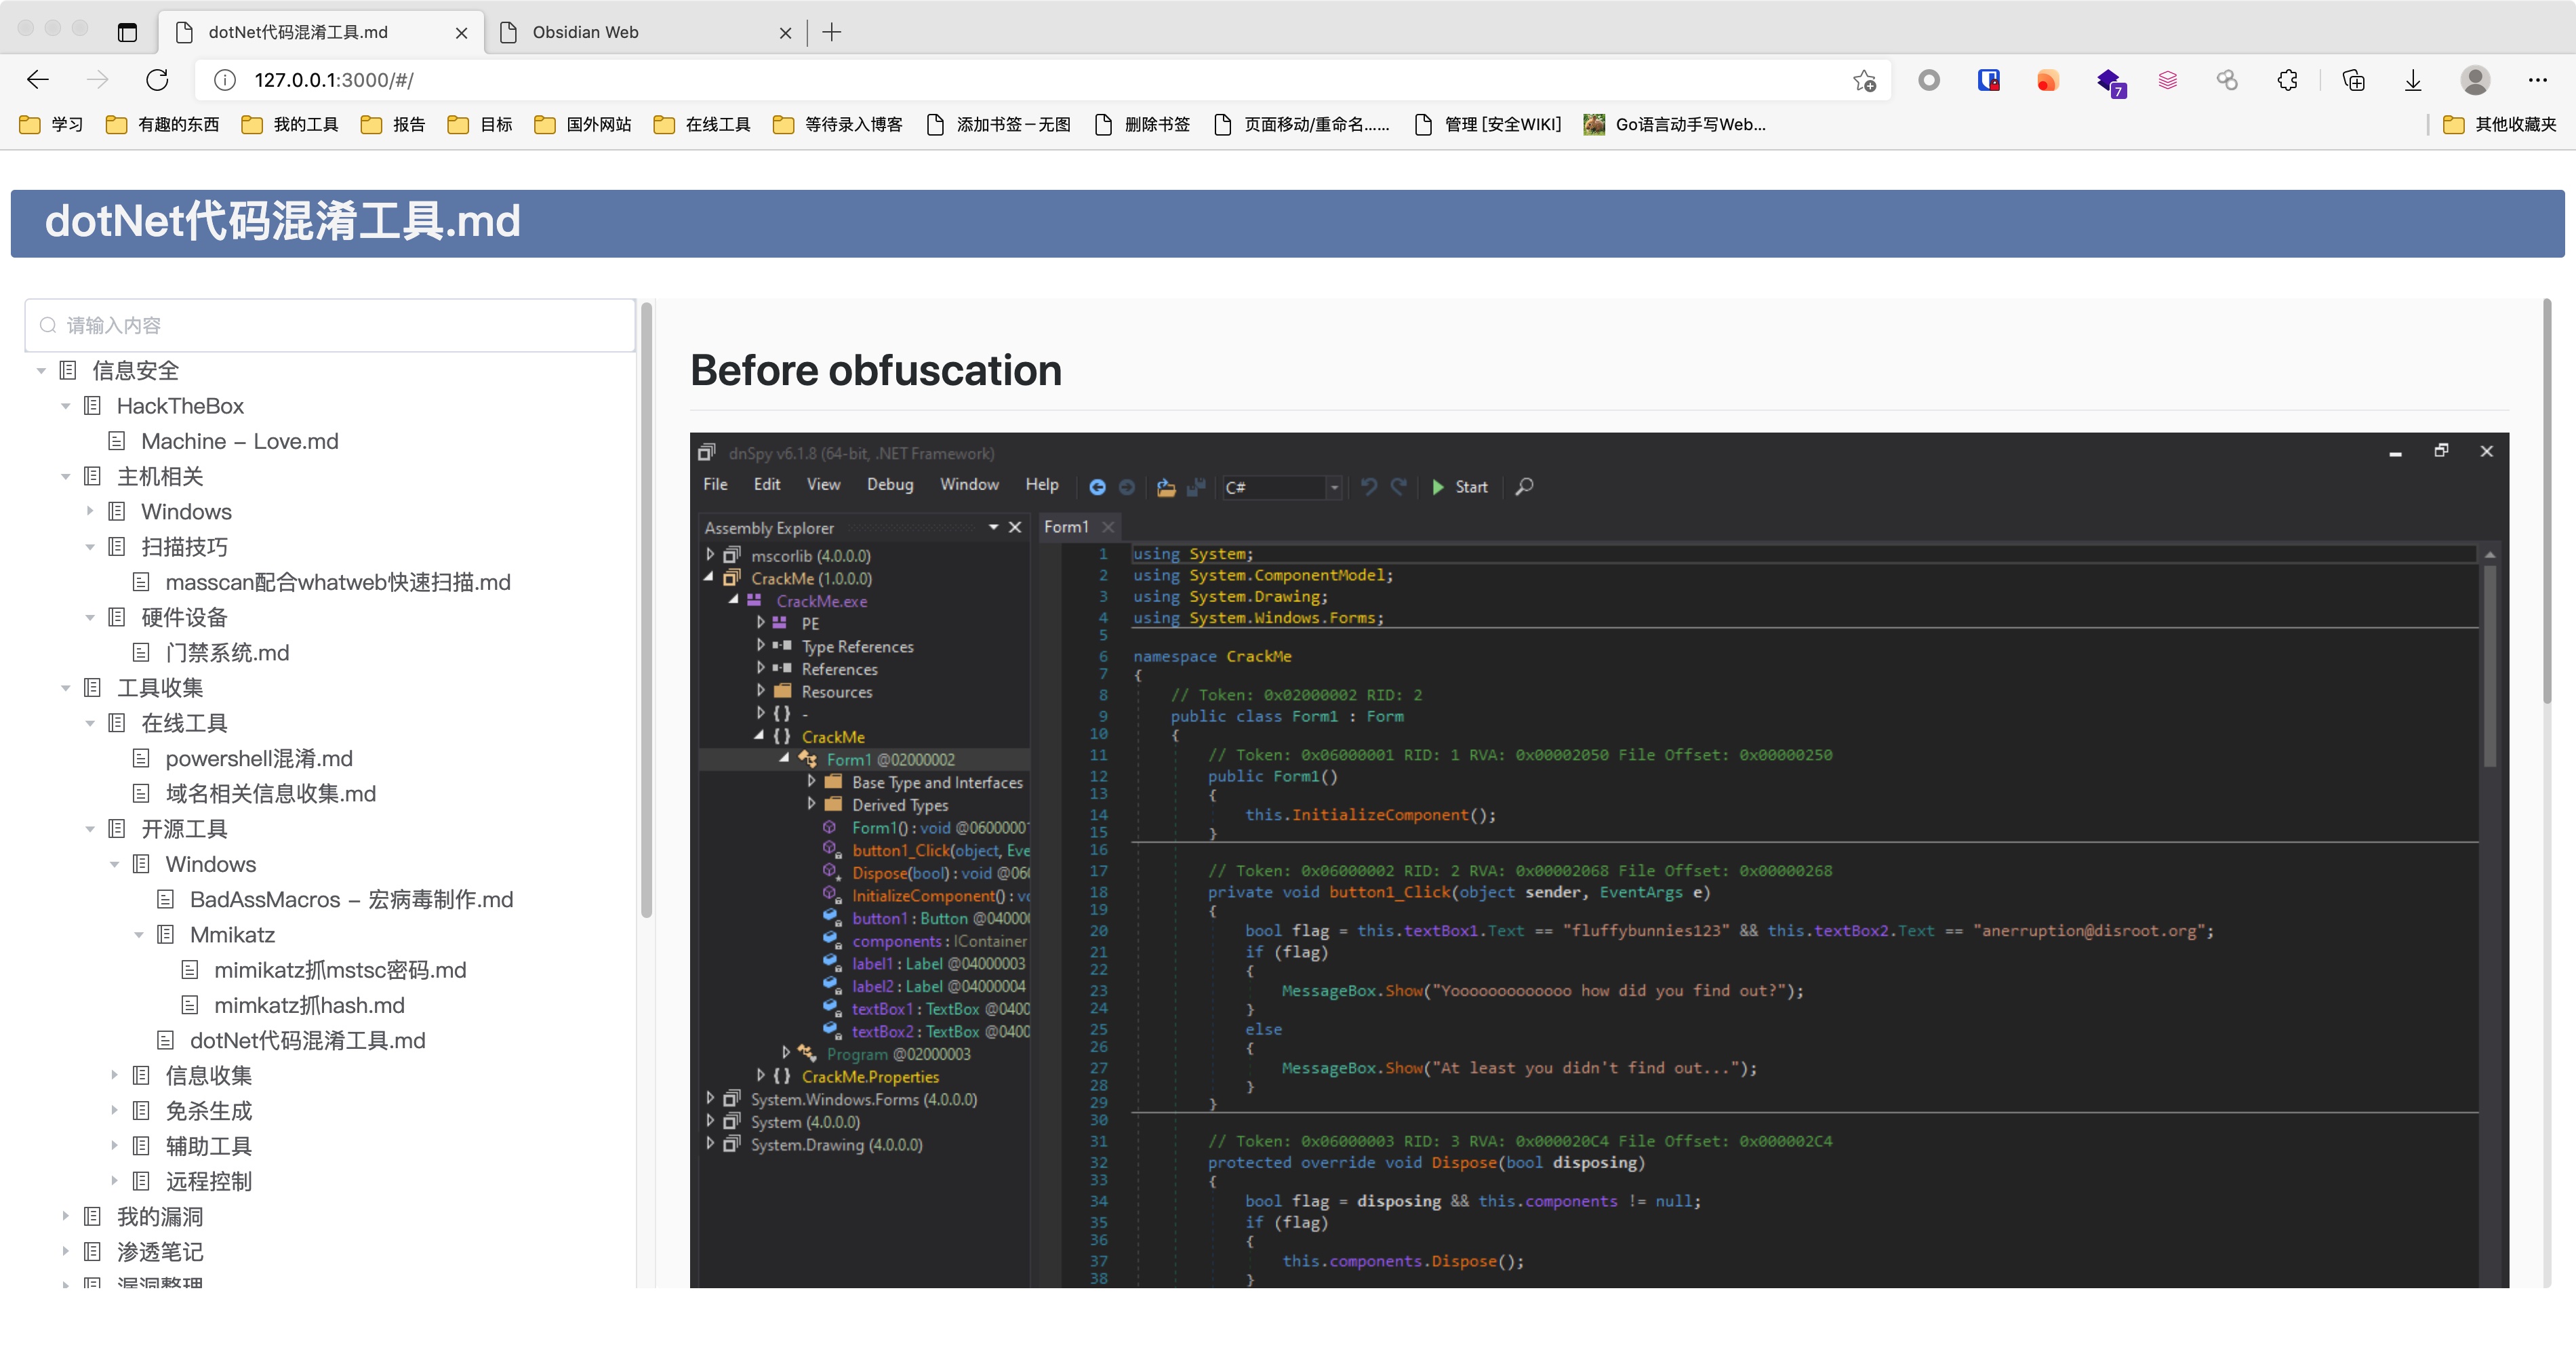 dotNet代码混淆工具.md
Obsidian Web
127.0.0.1:3000/#/
7
学习
有趣的东西
我的工具
报告
目标
国外网站
在线工具
等待录入博客
添加书签－无图
删除书签
页面移动/重命名......
管理 [安全WIKI]
Go语言动手写Web...
其他收藏夹
dotNet代码混淆工具.md
请输入内容
信息安全
HackTheBox
Machine – Love.md
主机相关
Windows
扫描技巧
masscan配合whatweb快速扫描.md
硬件设备
门禁系统.md
工具收集
在线工具
powershell混淆.md
域名相关信息收集.md
开源工具
Windows
BadAssMacros – 宏病毒制作.md
Mmikatz
mimikatz抓mstsc密码.md
mimkatz抓hash.md
dotNet代码混淆工具.md
信息收集
免杀生成
辅助工具
远程控制
我的漏洞
渗透笔记
漏洞整理
Before obfuscation
dnSpy v6.1.8 (64-bit, .NET Framework)
File Edit View Debug Window Help C# Start
Assembly Explorer
mscorlib (4.0.0.0)
CrackMe (1.0.0.0)
CrackMe.exe
PE
Type References
References
Resources
{ } -
{ } CrackMe
Form1 @02000002
Base Type and Interfaces
Derived Types
Form1() : void @06000001
button1_Click(object, Eve
Dispose(bool) : void @060
InitializeComponent() : vo
button1 : Button @040000
components : IContainer
label1 : Label @04000003
label2 : Label @04000004
textBox1 : TextBox @0400
textBox2 : TextBox @0400
Program @02000003
{ } CrackMe.Properties
System.Windows.Forms (4.0.0.0)
System (4.0.0.0)
System.Drawing (4.0.0.0)
Form1
1 using System;
2 using System.ComponentModel;
3 using System.Drawing;
4 using System.Windows.Forms;
5
6 namespace CrackMe
7 {
8 // Token: 0x02000002 RID: 2
9 public class Form1 : Form
10 {
11 // Token: 0x06000001 RID: 1 RVA: 0x00002050 File Offset: 0x00000250
12 public Form1()
13 {
14 this.InitializeComponent();
15 }
16
17 // Token: 0x06000002 RID: 2 RVA: 0x00002068 File Offset: 0x00000268
18 private void button1_Click(object sender, EventArgs e)
19 {
20 bool flag = this.textBox1.Text == "fluffybunnies123" && this.textBox2.Text == "anerruption@disroot.org";
21 if (flag)
22 {
23 MessageBox.Show("Yooooooooooooo how did you find out?");
24 }
25 else
26 {
27 MessageBox.Show("At least you didn't find out...");
28 }
29 }
30
31 // Token: 0x06000003 RID: 3 RVA: 0x000020C4 File Offset: 0x000002C4
32 protected override void Dispose(bool disposing)
33 {
34 bool flag = disposing && this.components != null;
35 if (flag)
36 {
37 this.components.Dispose();
38 }